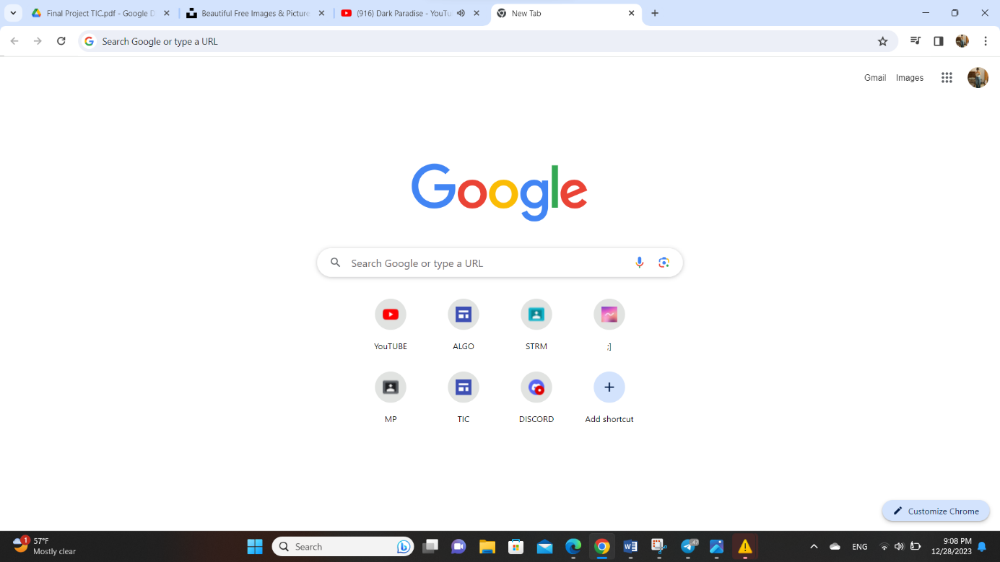 Final Project TIC.pdf - Google D
Beautiful Free Images & Picture
(916) Dark Paradise - YouTu
New Tab
Search Google or type a URL
Gmail
Images
Google
Search Google or type a URL
YouTUBE
ALGO
STRM
;]
MP
TIC
DISCORD
Add shortcut
Customize Chrome
1
57°F
Mostly clear
Search
47
ENG
9:08 PM
12/28/2023